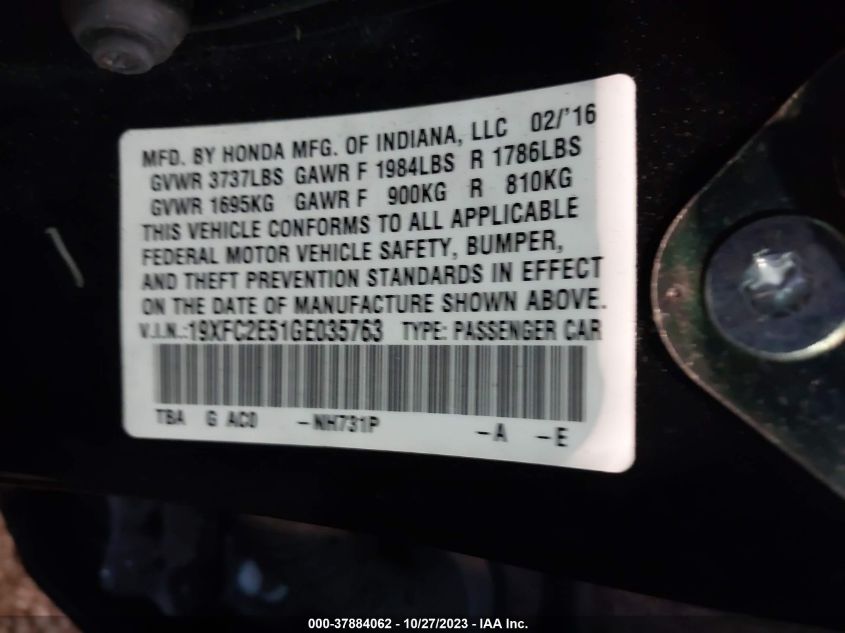 MFD. BY HONDA MFG. OF INDIANA, LLC 02/'16
GVWR 3737LBS GAWR F 1984LBS R 1786LBS
GVWR 1695KG GAWR F 900KG R 810KG
THIS VEHICLE CONFORMS TO ALL APPLICABLE
FEDERAL MOTOR VEHICLE SAFETY, BUMPER,
AND THEFT PREVENTION STANDARDS IN EFFECT
ON THE DATE OF MANUFACTURE SHOWN ABOVE.
V.I.N.:19XFC2E51GE035763 TYPE: PASSENGER CAR
TBA G AC0 -NH731P -A -E
000-37884062 - 10/27/2023 - IAA Inc.